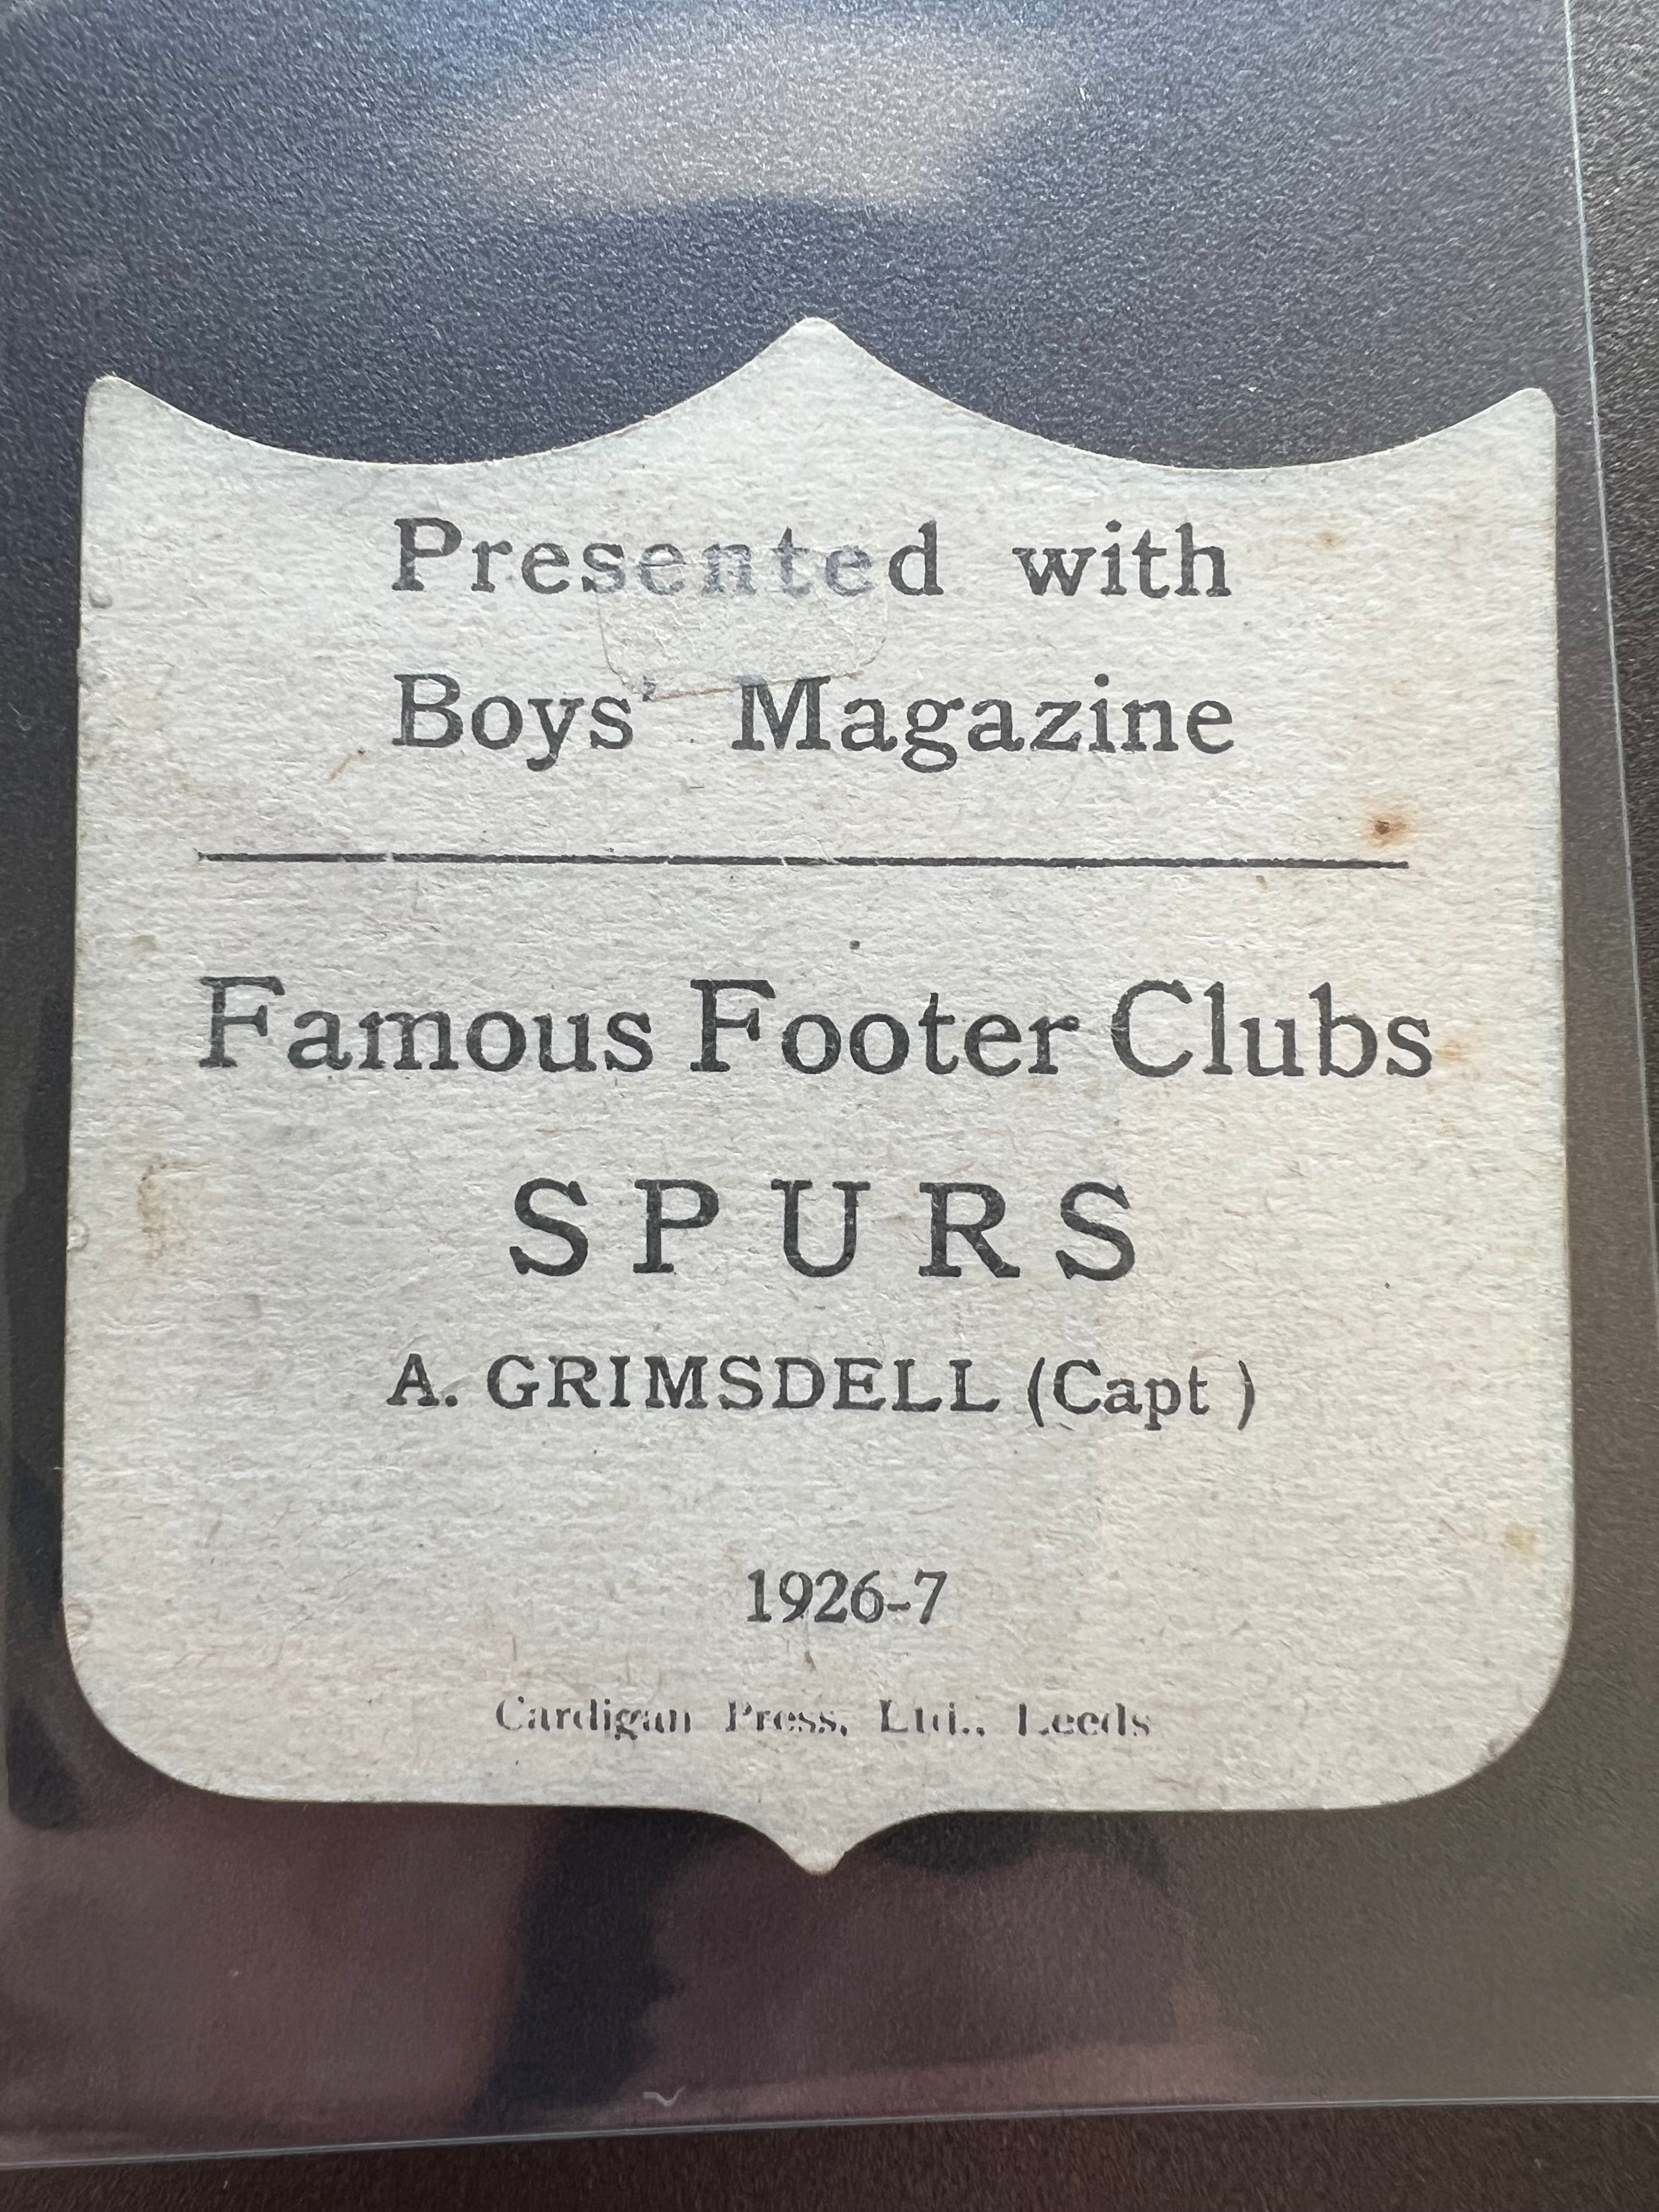 Presented with
Boys' Magazine
Famous Footer Clubs
SPURS
A. GRIMSDELL (Capt )
1926-7
Cardigan Press, Ltd., Leeds